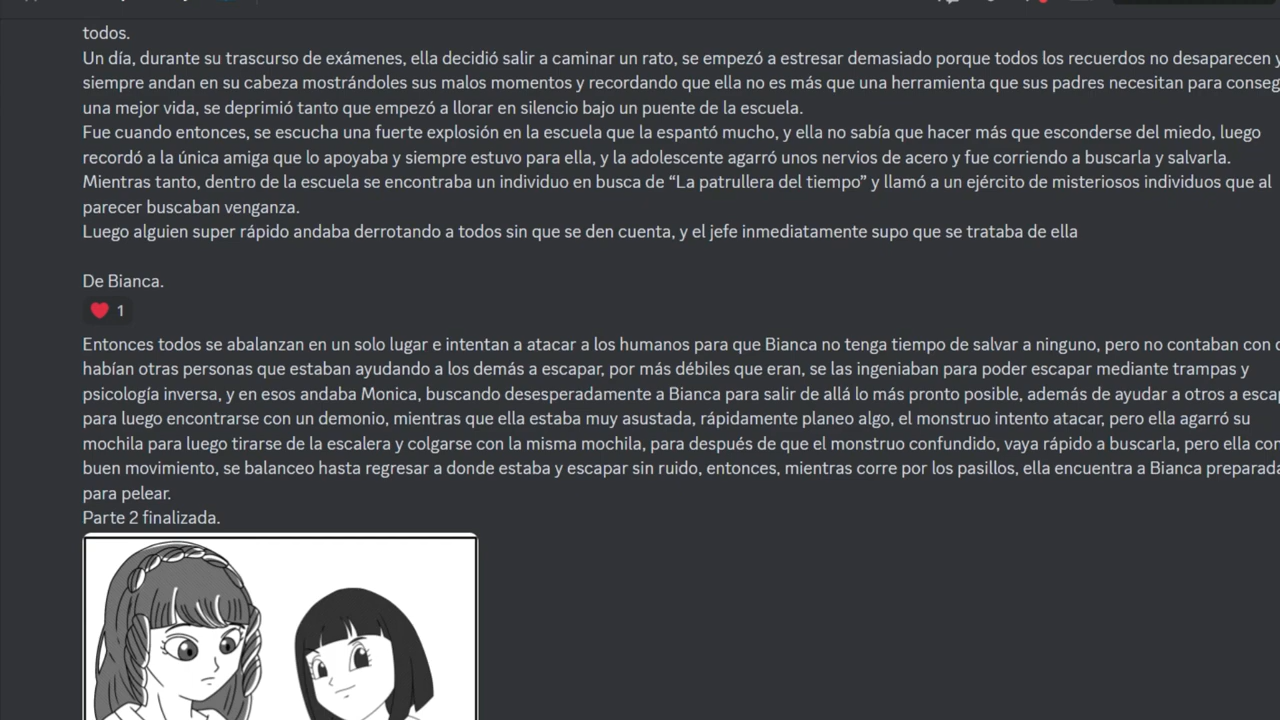 todos.
Un día, durante su trascurso de exámenes, ella decidió salir a caminar un rato, se empezó a estresar demasiado porque todos los recuerdos no desaparecen y
siempre andan en su cabeza mostrándoles sus malos momentos y recordando que ella no es más que una herramienta que sus padres necesitan para conseg
una mejor vida, se deprimió tanto que empezó a llorar en silencio bajo un puente de la escuela.
Fue cuando entonces, se escucha una fuerte explosión en la escuela que la espantó mucho, y ella no sabía que hacer más que esconderse del miedo, luego
recordó a la única amiga que lo apoyaba y siempre estuvo para ella, y la adolescente agarró unos nervios de acero y fue corriendo a buscarla y salvarla.
Mientras tanto, dentro de la escuela se encontraba un individuo en busca de “La patrullera del tiempo” y llamó a un ejército de misteriosos individuos que al
parecer buscaban venganza.
Luego alguien super rápido andaba derrotando a todos sin que se den cuenta, y el jefe inmediatamente supo que se trataba de ella
De Bianca.
1
Entonces todos se abalanzan en un solo lugar e intentan a atacar a los humanos para que Bianca no tenga tiempo de salvar a ninguno, pero no contaban con
habían otras personas que estaban ayudando a los demás a escapar, por más débiles que eran, se las ingeniaban para poder escapar mediante trampas y
psicología inversa, y en esos andaba Monica, buscando desesperadamente a Bianca para salir de allá lo más pronto posible, además de ayudar a otros a escap
para luego encontrarse con un demonio, mientras que ella estaba muy asustada, rápidamente planeo algo, el monstruo intento atacar, pero ella agarró su
mochila para luego tirarse de la escalera y colgarse con la misma mochila, para después de que el monstruo confundido, vaya rápido a buscarla, pero ella con
buen movimiento, se balanceo hasta regresar a donde estaba y escapar sin ruido, entonces, mientras corre por los pasillos, ella encuentra a Bianca preparada
para pelear.
Parte 2 finalizada.